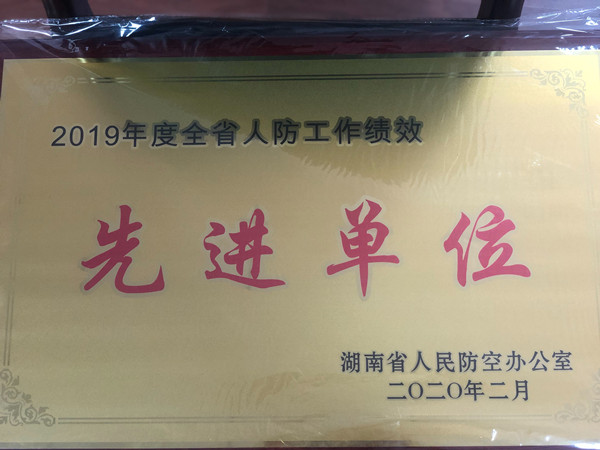 2019年度全省人防工作绩效
先进单位
湖南省人民防空办公室
二〇二〇年二月